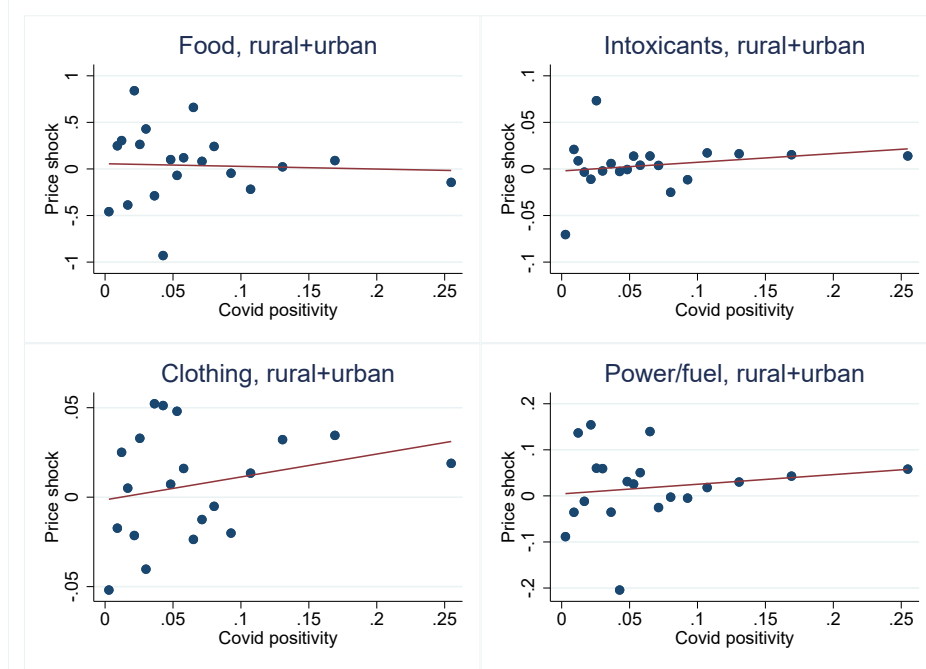 Food, rural+urban
Price shock
1
.5
0
-.5
-1
0 .05 .1 .15 .2 .25
Covid positivity
Intoxicants, rural+urban
Price shock
.1
.05
0
-.05
-.1
0 .05 .1 .15 .2 .25
Covid positivity
Clothing, rural+urban
Price shock
.05
0
-.05
0 .05 .1 .15 .2 .25
Covid positivity
Power/fuel, rural+urban
Price shock
.2
.1
0
-.1
-.2
0 .05 .1 .15 .2 .25
Covid positivity